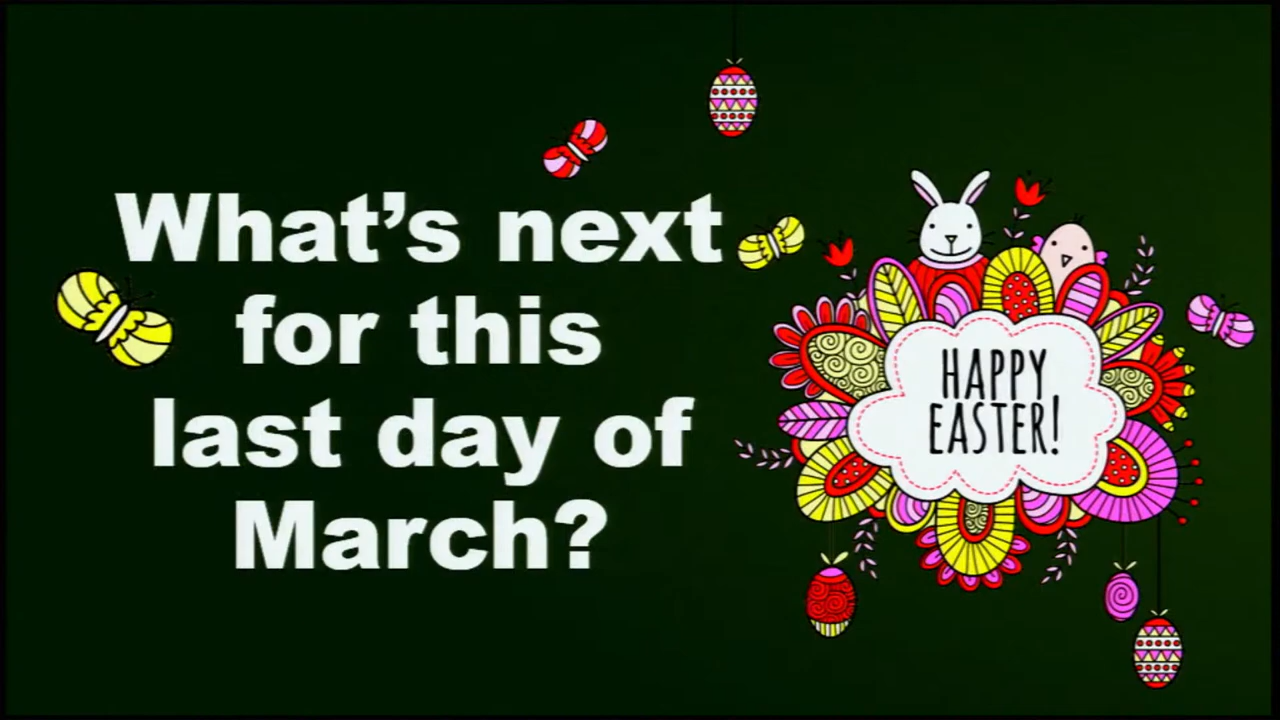 What’s next
for this
last day of
March?
HAPPY
EASTER!